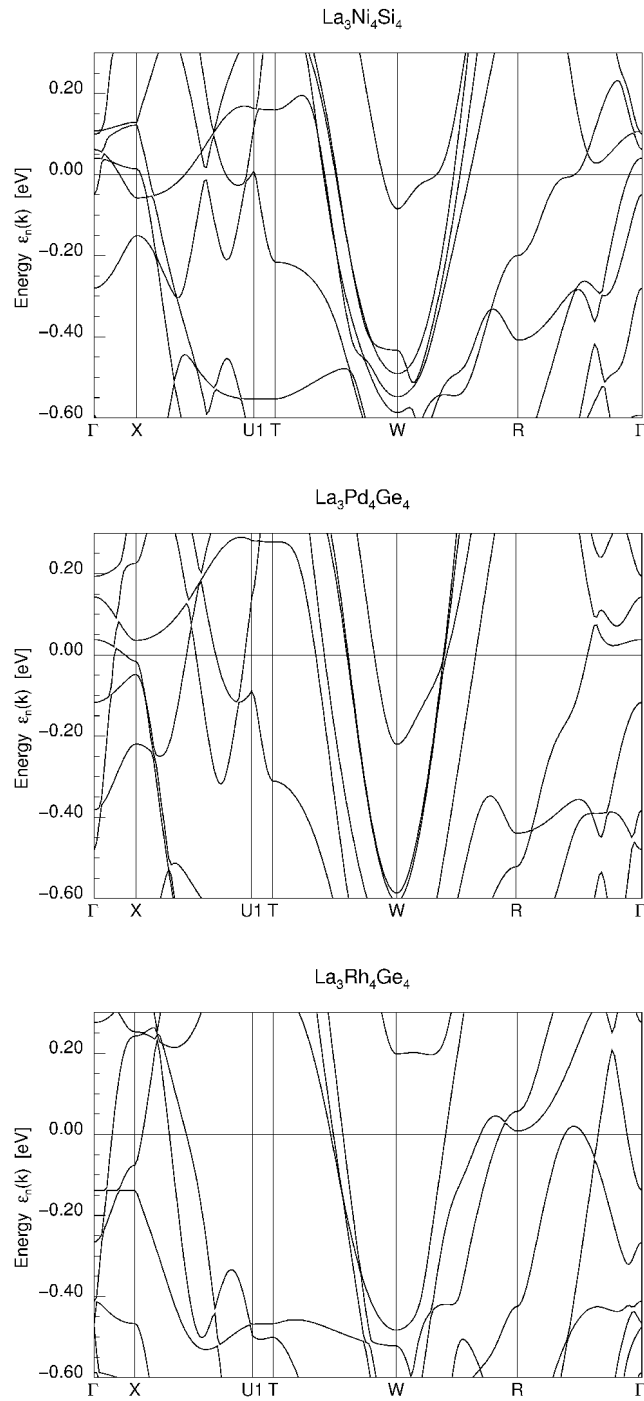 La₃Ni₄Si₄
Energy εₙ(k) [eV]
0.20
0.00
−0.20
−0.40
−0.60
Γ X U1 T W R Γ
La₃Pd₄Ge₄
Energy εₙ(k) [eV]
0.20
0.00
−0.20
−0.40
−0.60
Γ X U1 T W R Γ
La₃Rh₄Ge₄
Energy εₙ(k) [eV]
0.20
0.00
−0.20
−0.40
−0.60
Γ X U1 T W R Γ